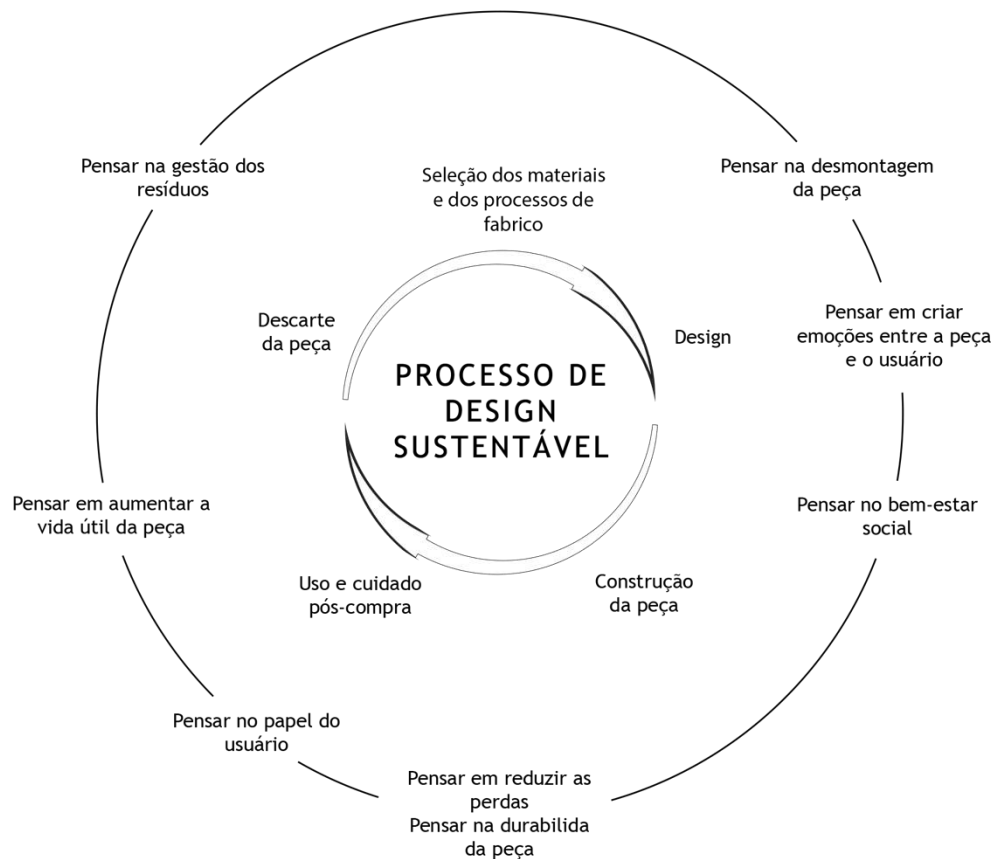 Pensar na gestão dos
resíduos
Seleção dos materiais
e dos processos de
fabrico
Pensar na desmontagem
da peça
Descarte
da peça
Design
Pensar em criar
emoções entre a peça
e o usuário
PROCESSO DE
DESIGN
SUSTENTÁVEL
Pensar em aumentar a
vida útil da peça
Pensar no bem-estar
social
Uso e cuidado
pós-compra
Construção
da peça
Pensar no papel do
usuário
Pensar em reduzir as
perdas
Pensar na durabilida
da peça